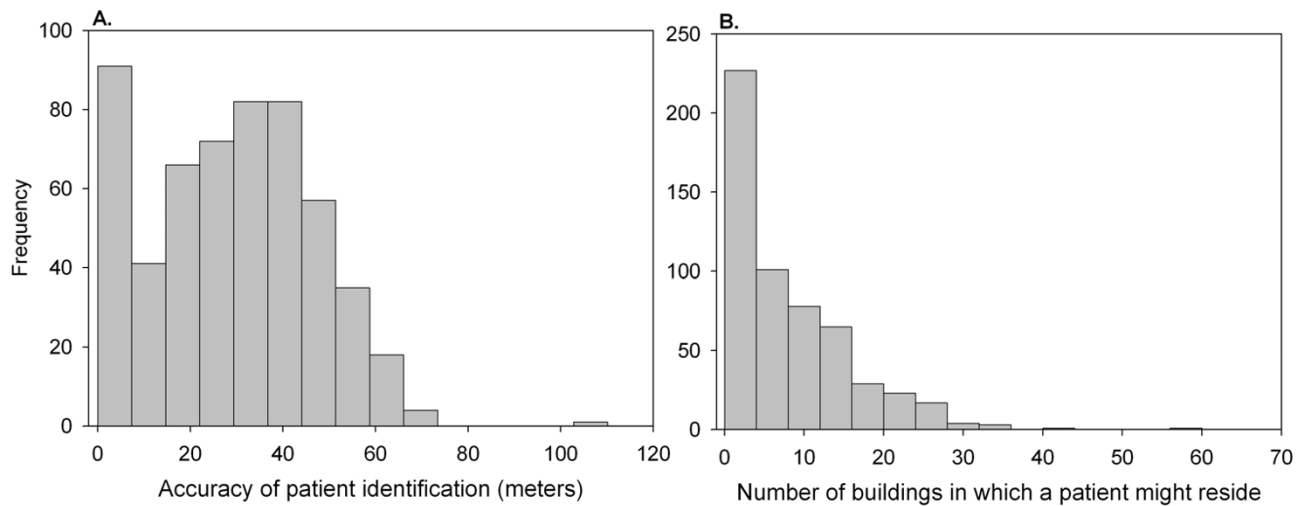 A.
100
80
60
40
20
0
Frequency
0 20 40 60 80 100 120
Accuracy of patient identification (meters)
B.
250
200
150
100
50
0
0 10 20 30 40 50 60 70
Number of buildings in which a patient might reside